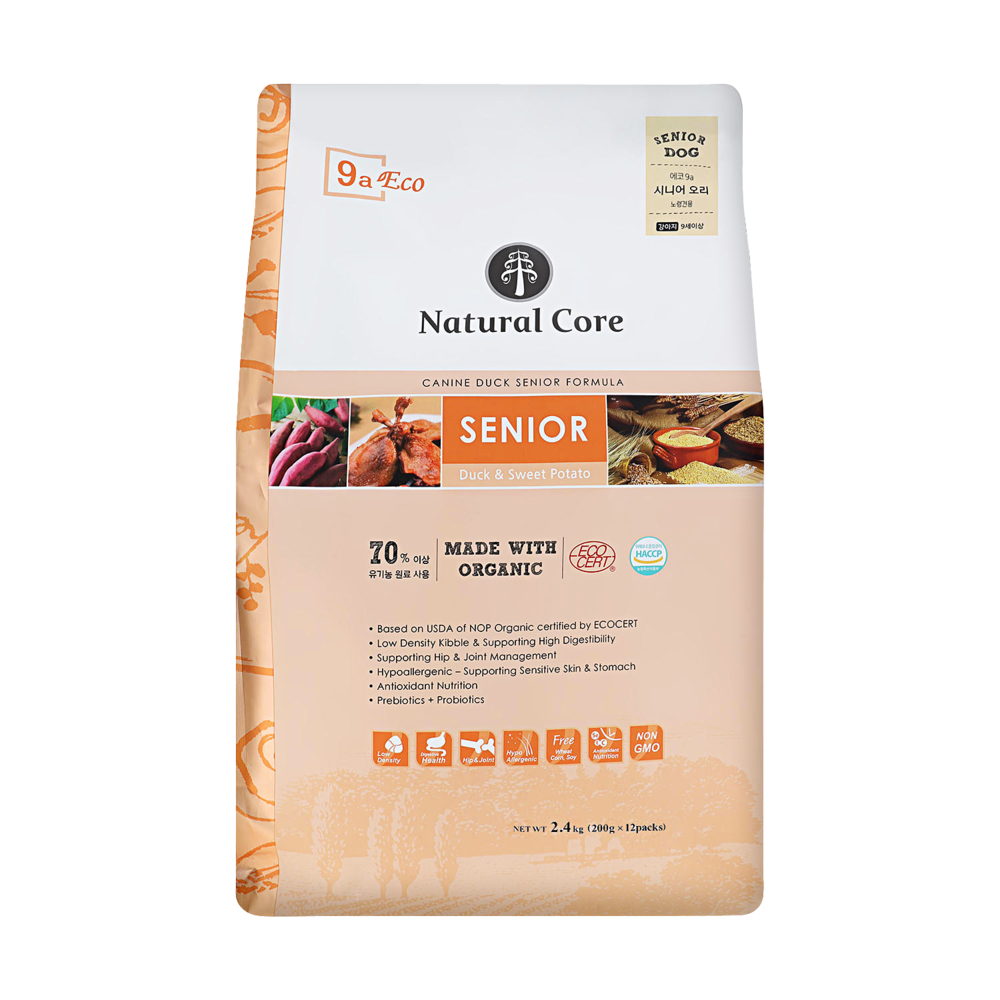 9a Eco
SENIOR
DOG
에코 9a
시니어 오리
노령견용
강아지 9세이상
Natural Core
CANINE DUCK SENIOR FORMULA
SENIOR
Duck & Sweet Potato
70% 이상
유기농 원료 사용
MADE WITH
ORGANIC
ECO
CERT®
HACCP
• Based on USDA of NOP Organic certified by ECOCERT
• Low Density Kibble & Supporting High Digestibility
• Supporting Hip & Joint Management
• Hypoallergenic – Supporting Sensitive Skin & Stomach
• Antioxidant Nutrition
• Prebiotics + Probiotics
Low
Density
Digestive
Health
Hip & Joint
Hypo
Allergenic
Free
Wheat
Corn, Soy
Antioxidant
Nutrition
NON
GMO
NET WT 2.4kg (200g × 12packs)